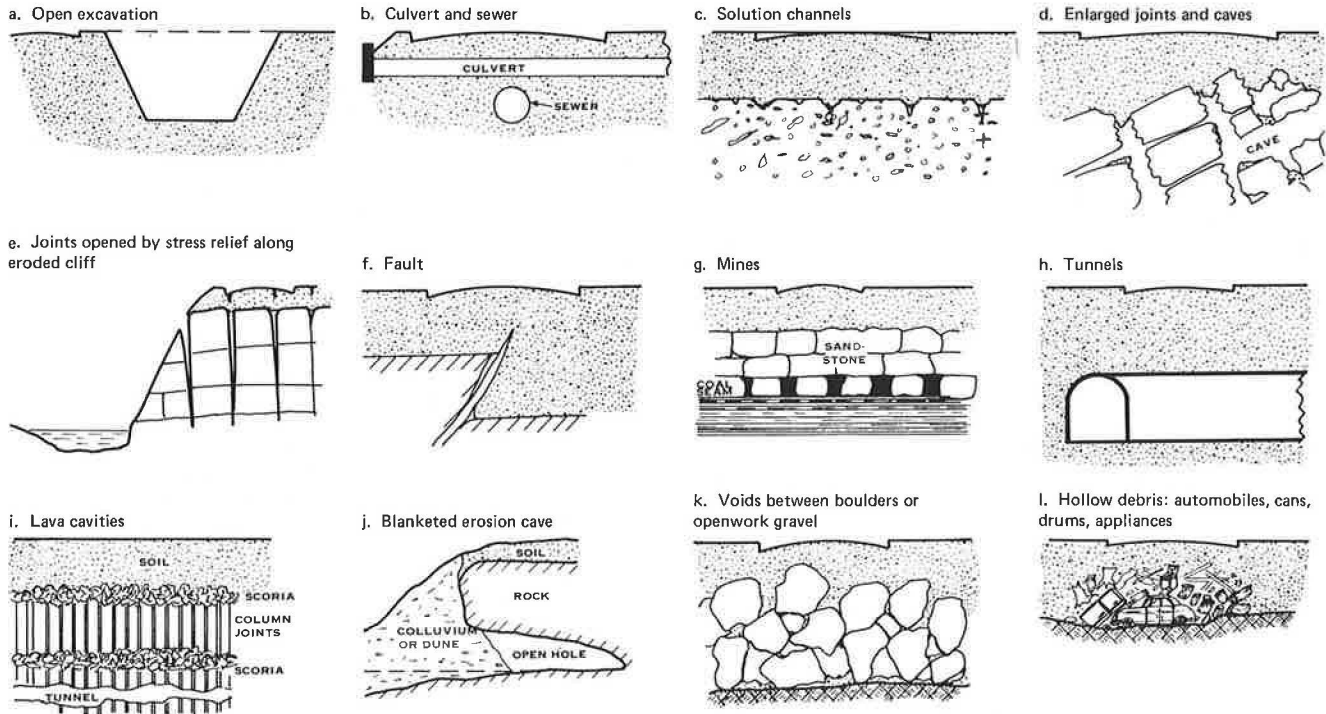 a. Open excavation
b. Culvert and sewer
CULVERT
SEWER
c. Solution channels
d. Enlarged joints and caves
CAVE
e. Joints opened by stress relief along
eroded cliff
f. Fault
g. Mines
SAND-
STONE
COAL
SEAM
h. Tunnels
i. Lava cavities
SOIL
SCORIA
COLUMN
JOINTS
SCORIA
TUNNEL
j. Blanketed erosion cave
SOIL
ROCK
COLLUVIUM
OR DUNE
OPEN HOLE
k. Voids between boulders or
openwork gravel
l. Hollow debris: automobiles, cans,
drums, appliances